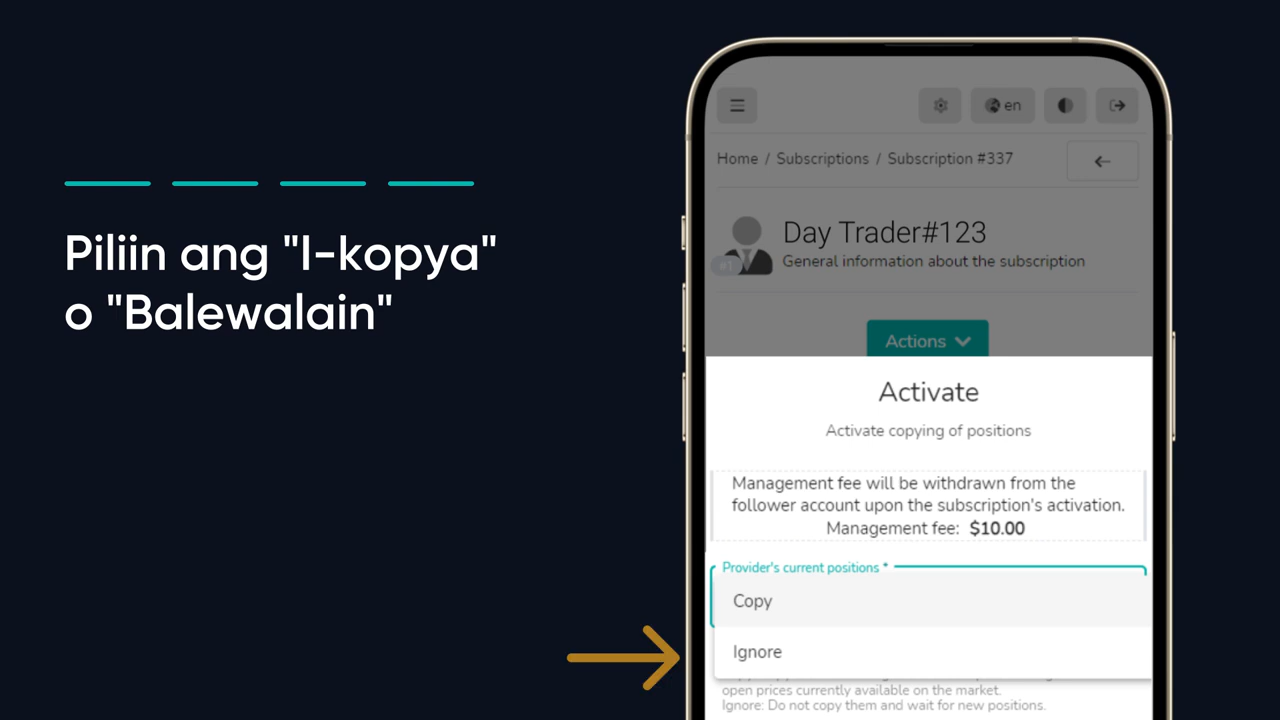 Piliin ang "I-kopya"
o "Balewalain"
en
Home / Subscriptions / Subscription #337
Day Trader#123
General information about the subscription
Actions
Activate
Activate copying of positions
Management fee will be withdrawn from the
follower account upon the subscription's activation.
Management fee: $10.00
Provider's current positions *
Copy
Ignore
open prices currently available on the market.
Ignore: Do not copy them and wait for new positions.